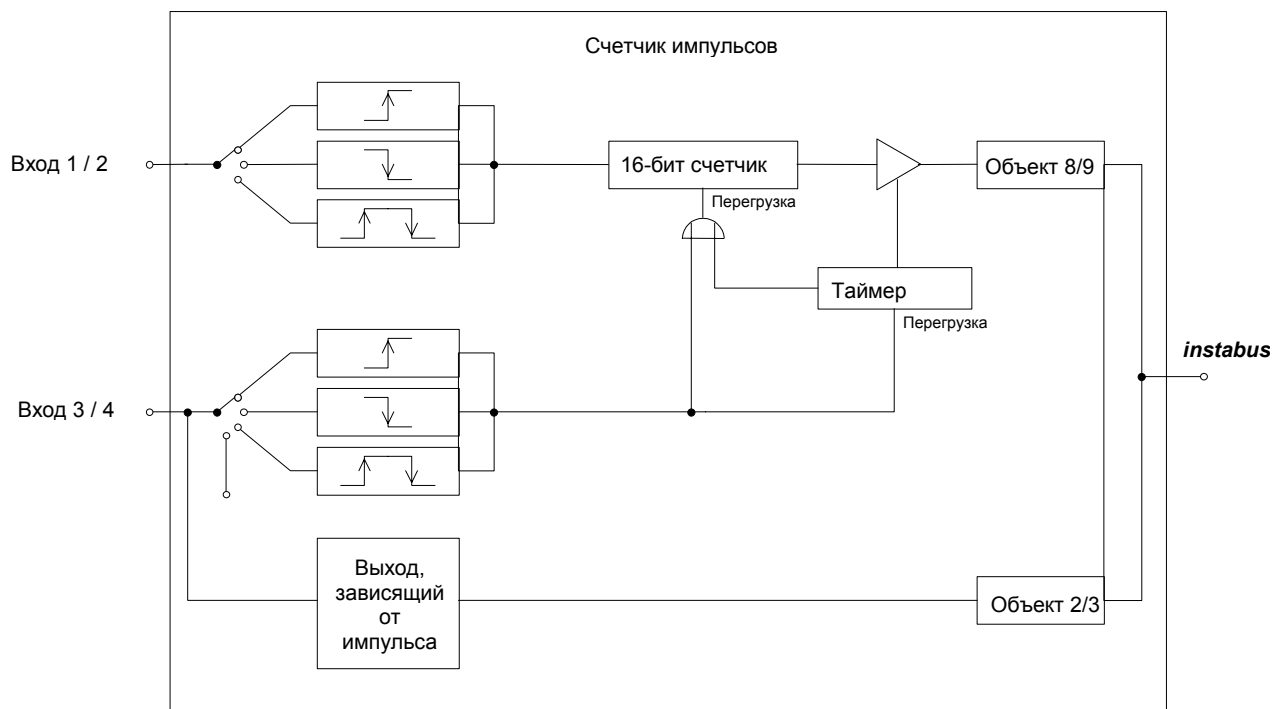 Счетчик импульсов
Вход 1 / 2
16-бит счетчик
Объект 8/9
Перегрузка
Таймер
Перегрузка
instabus
Вход 3 / 4
Выход,
зависящий
от
импульса
Объект 2/3